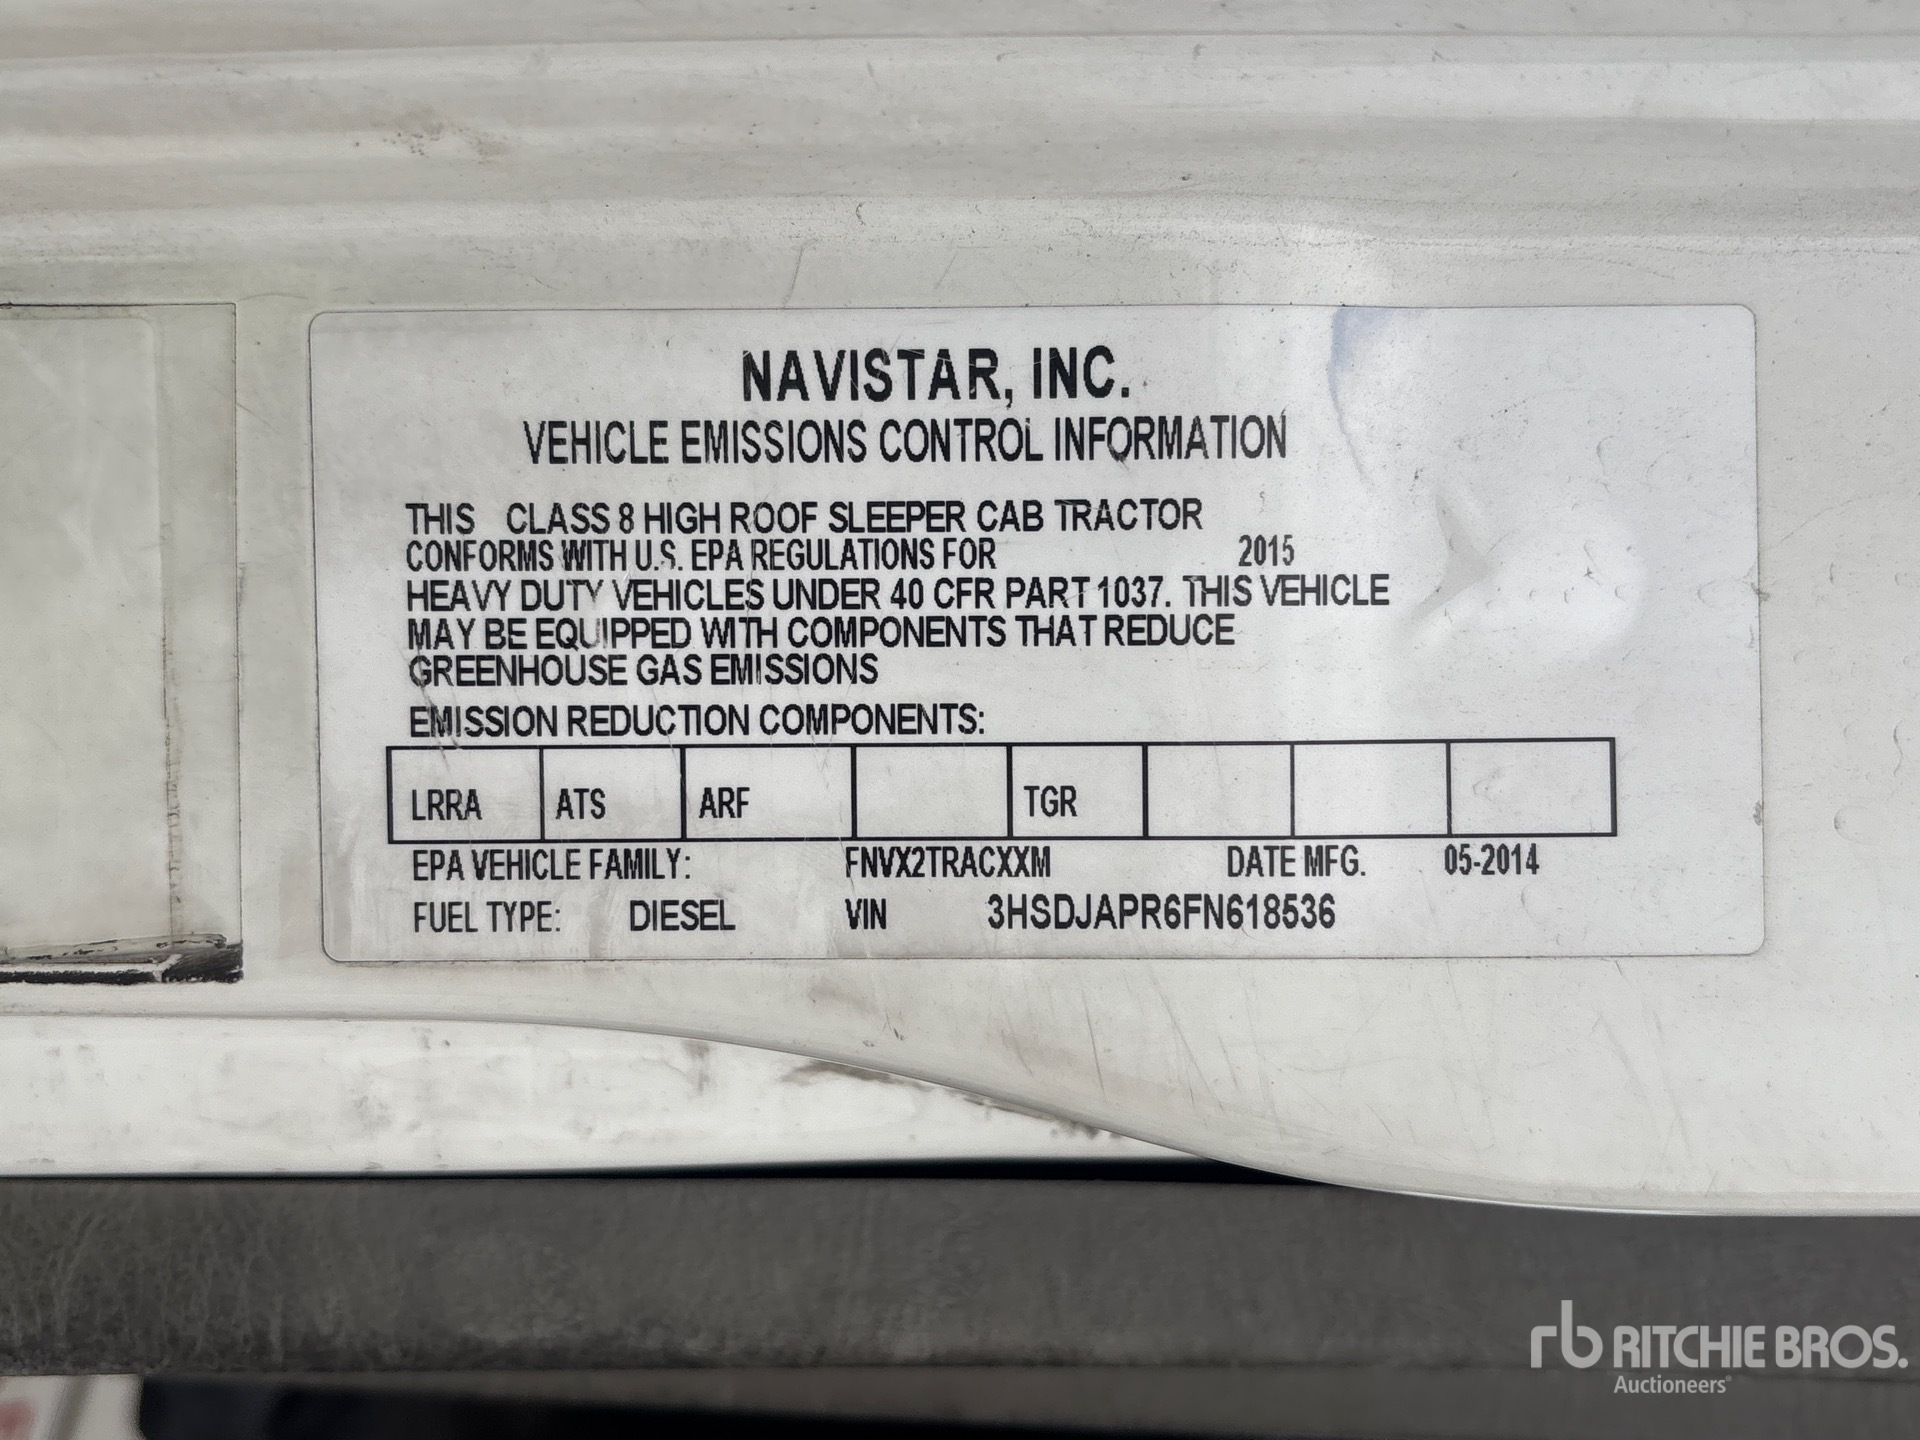 NAVISTAR, INC.
VEHICLE EMISSIONS CONTROL INFORMATION
THIS CLASS 8 HIGH ROOF SLEEPER CAB TRACTOR
CONFORMS WITH U.S. EPA REGULATIONS FOR 2015
HEAVY DUTY VEHICLES UNDER 40 CFR PART 1037. THIS VEHICLE
MAY BE EQUIPPED WITH COMPONENTS THAT REDUCE
GREENHOUSE GAS EMISSIONS
EMISSION REDUCTION COMPONENTS:
LRRA ATS ARF TGR
EPA VEHICLE FAMILY: FNVX2TRACXXM DATE MFG. 05-2014
FUEL TYPE: DIESEL VIN 3HSDJAPR6FN618536
rb RITCHIE BROS.
Auctioneers